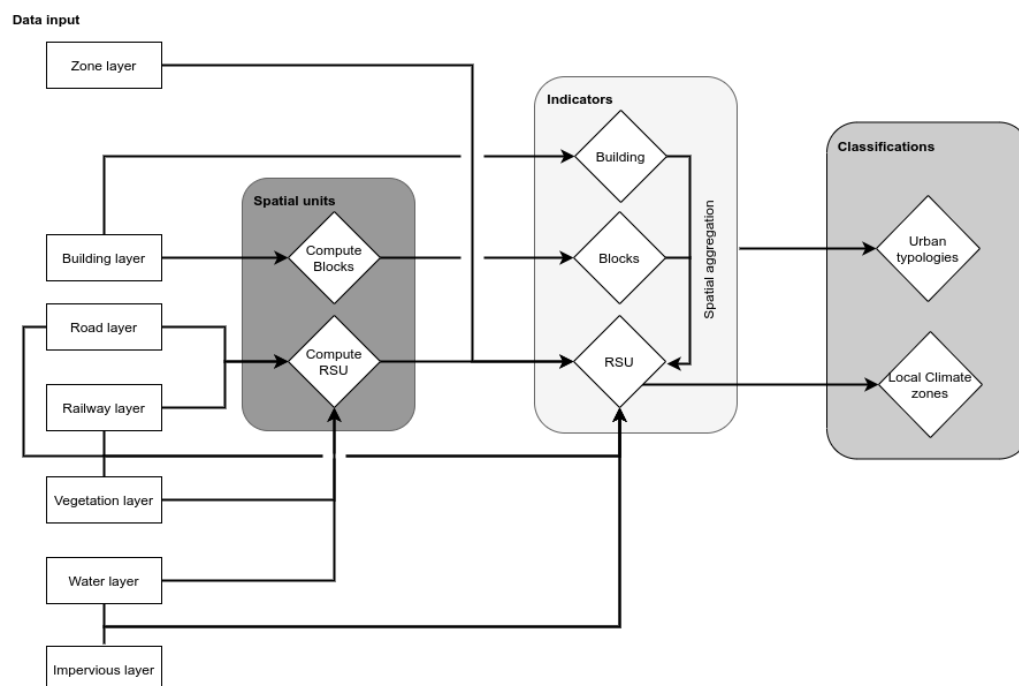 Data input
Zone layer
Indicators
Building
Classifications
Spatial units
Compute
Blocks
Blocks
Spatial aggregation
Urban
typologies
Building layer
Road layer
Compute
RSU
RSU
Local Climate
zones
Railway layer
Vegetation layer
Water layer
Impervious layer